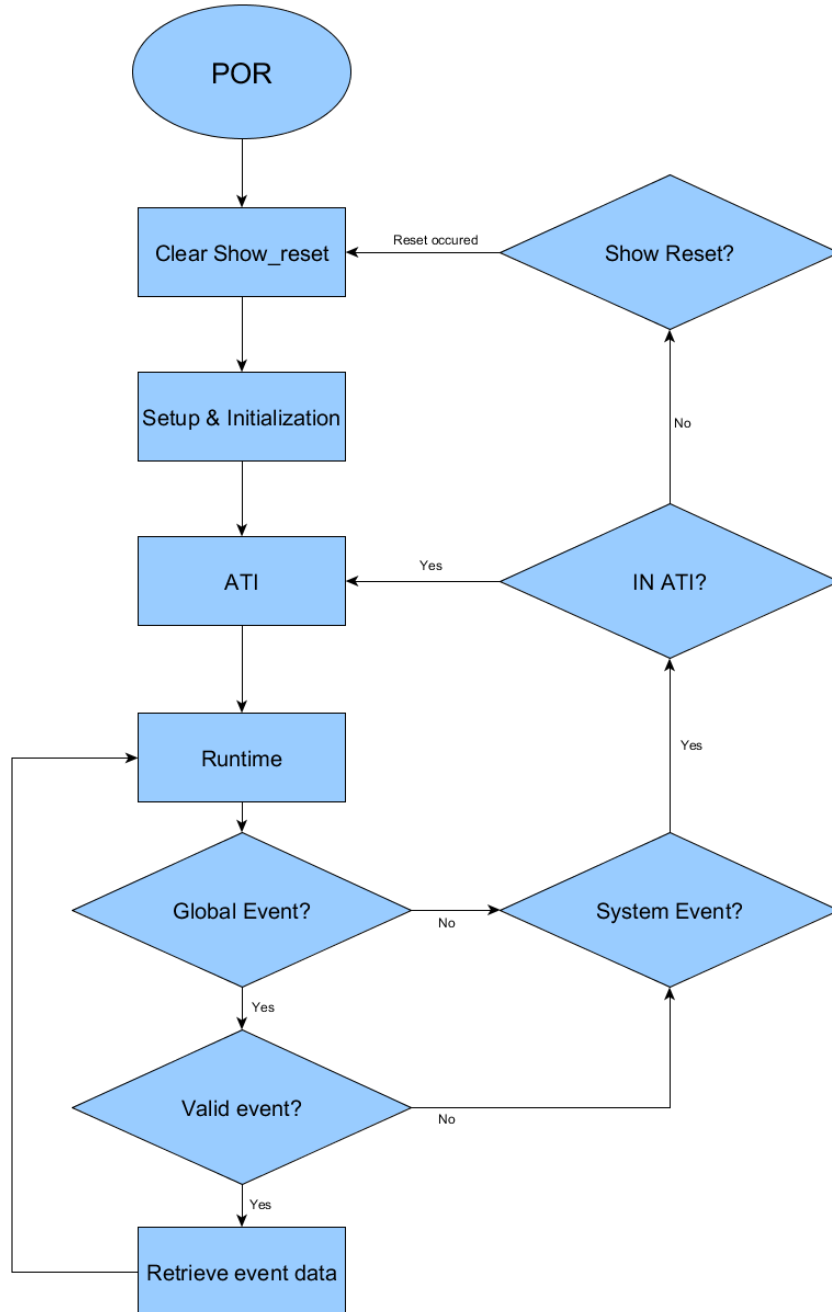 POR
Clear Show_reset
Reset occured
Show Reset?
Setup & Initialization
No
ATI
Yes
IN ATI?
Runtime
Yes
Global Event?
No
System Event?
Yes
Valid event?
No
Yes
Retrieve event data